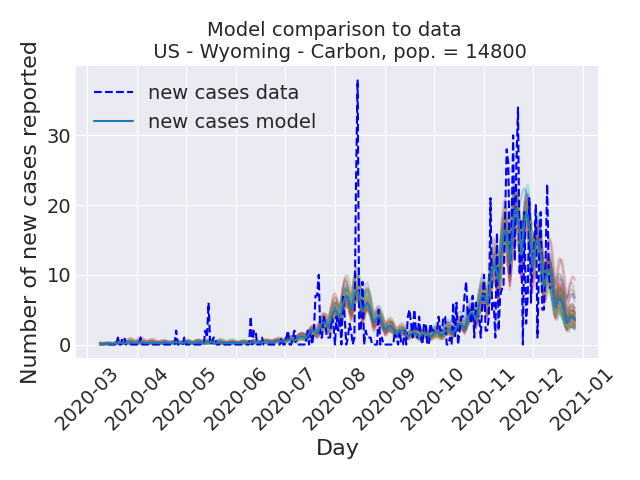 Model comparison to data
US - Wyoming - Carbon, pop. = 14800
Number of new cases reported
new cases data
new cases model
30
20
10
0
2020-03
2020-04
2020-05
2020-06
2020-07
2020-08
2020-09
2020-10
2020-11
2020-12
2021-01
Day